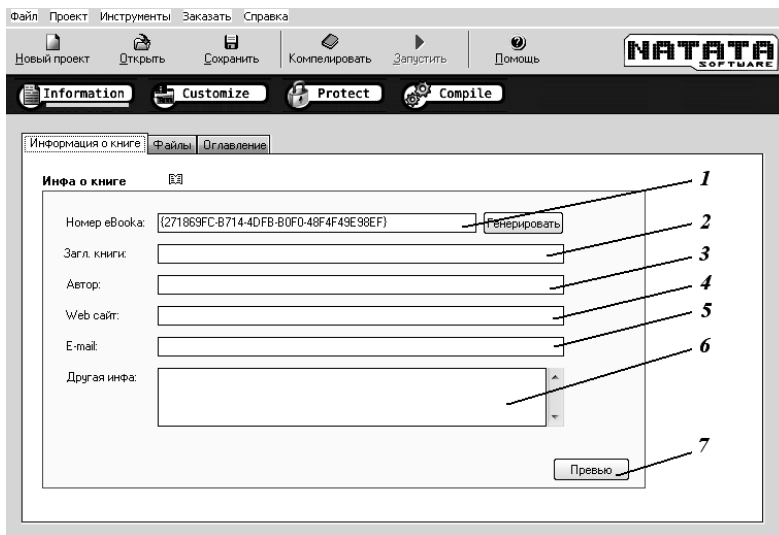 Файл Проект Инструменты Заказать Справка
Новый проект Открыть Сохранить Компелировать Запустить Помощь
NATATA
SOFTWARE
Information Customize Protect Compile
Информация о книге Файлы Оглавление
Инфа о книге 1
Номер eBooka: {271869FC-B714-4DFB-B0F0-48F4F49E98EF} Генерировать 2
Загл. книги: 3
Автор: 4
Web сайт: 5
E-mail: 6
Другая инфа:
7
Превью